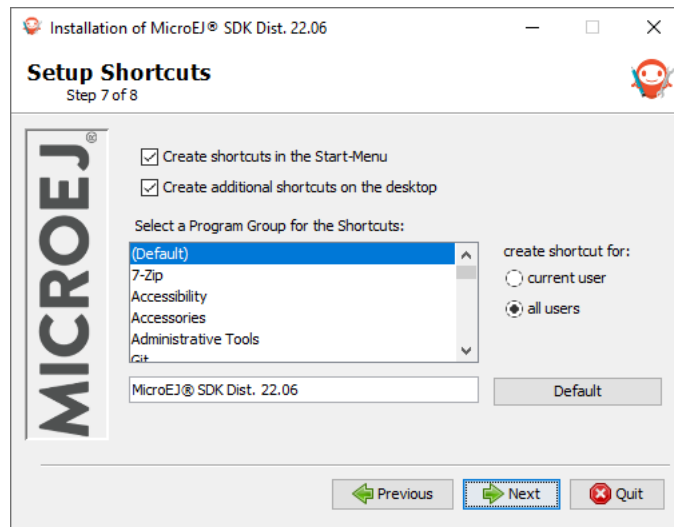 Installation of MicroEJ® SDK Dist. 22.06
Setup Shortcuts
Step 7 of 8
MICROEJ®
Create shortcuts in the Start-Menu
Create additional shortcuts on the desktop
Select a Program Group for the Shortcuts:
(Default)
7-Zip
Accessibility
Accessories
Administrative Tools
Git
create shortcut for:
current user
all users
MicroEJ® SDK Dist. 22.06
Default
Previous
Next
Quit